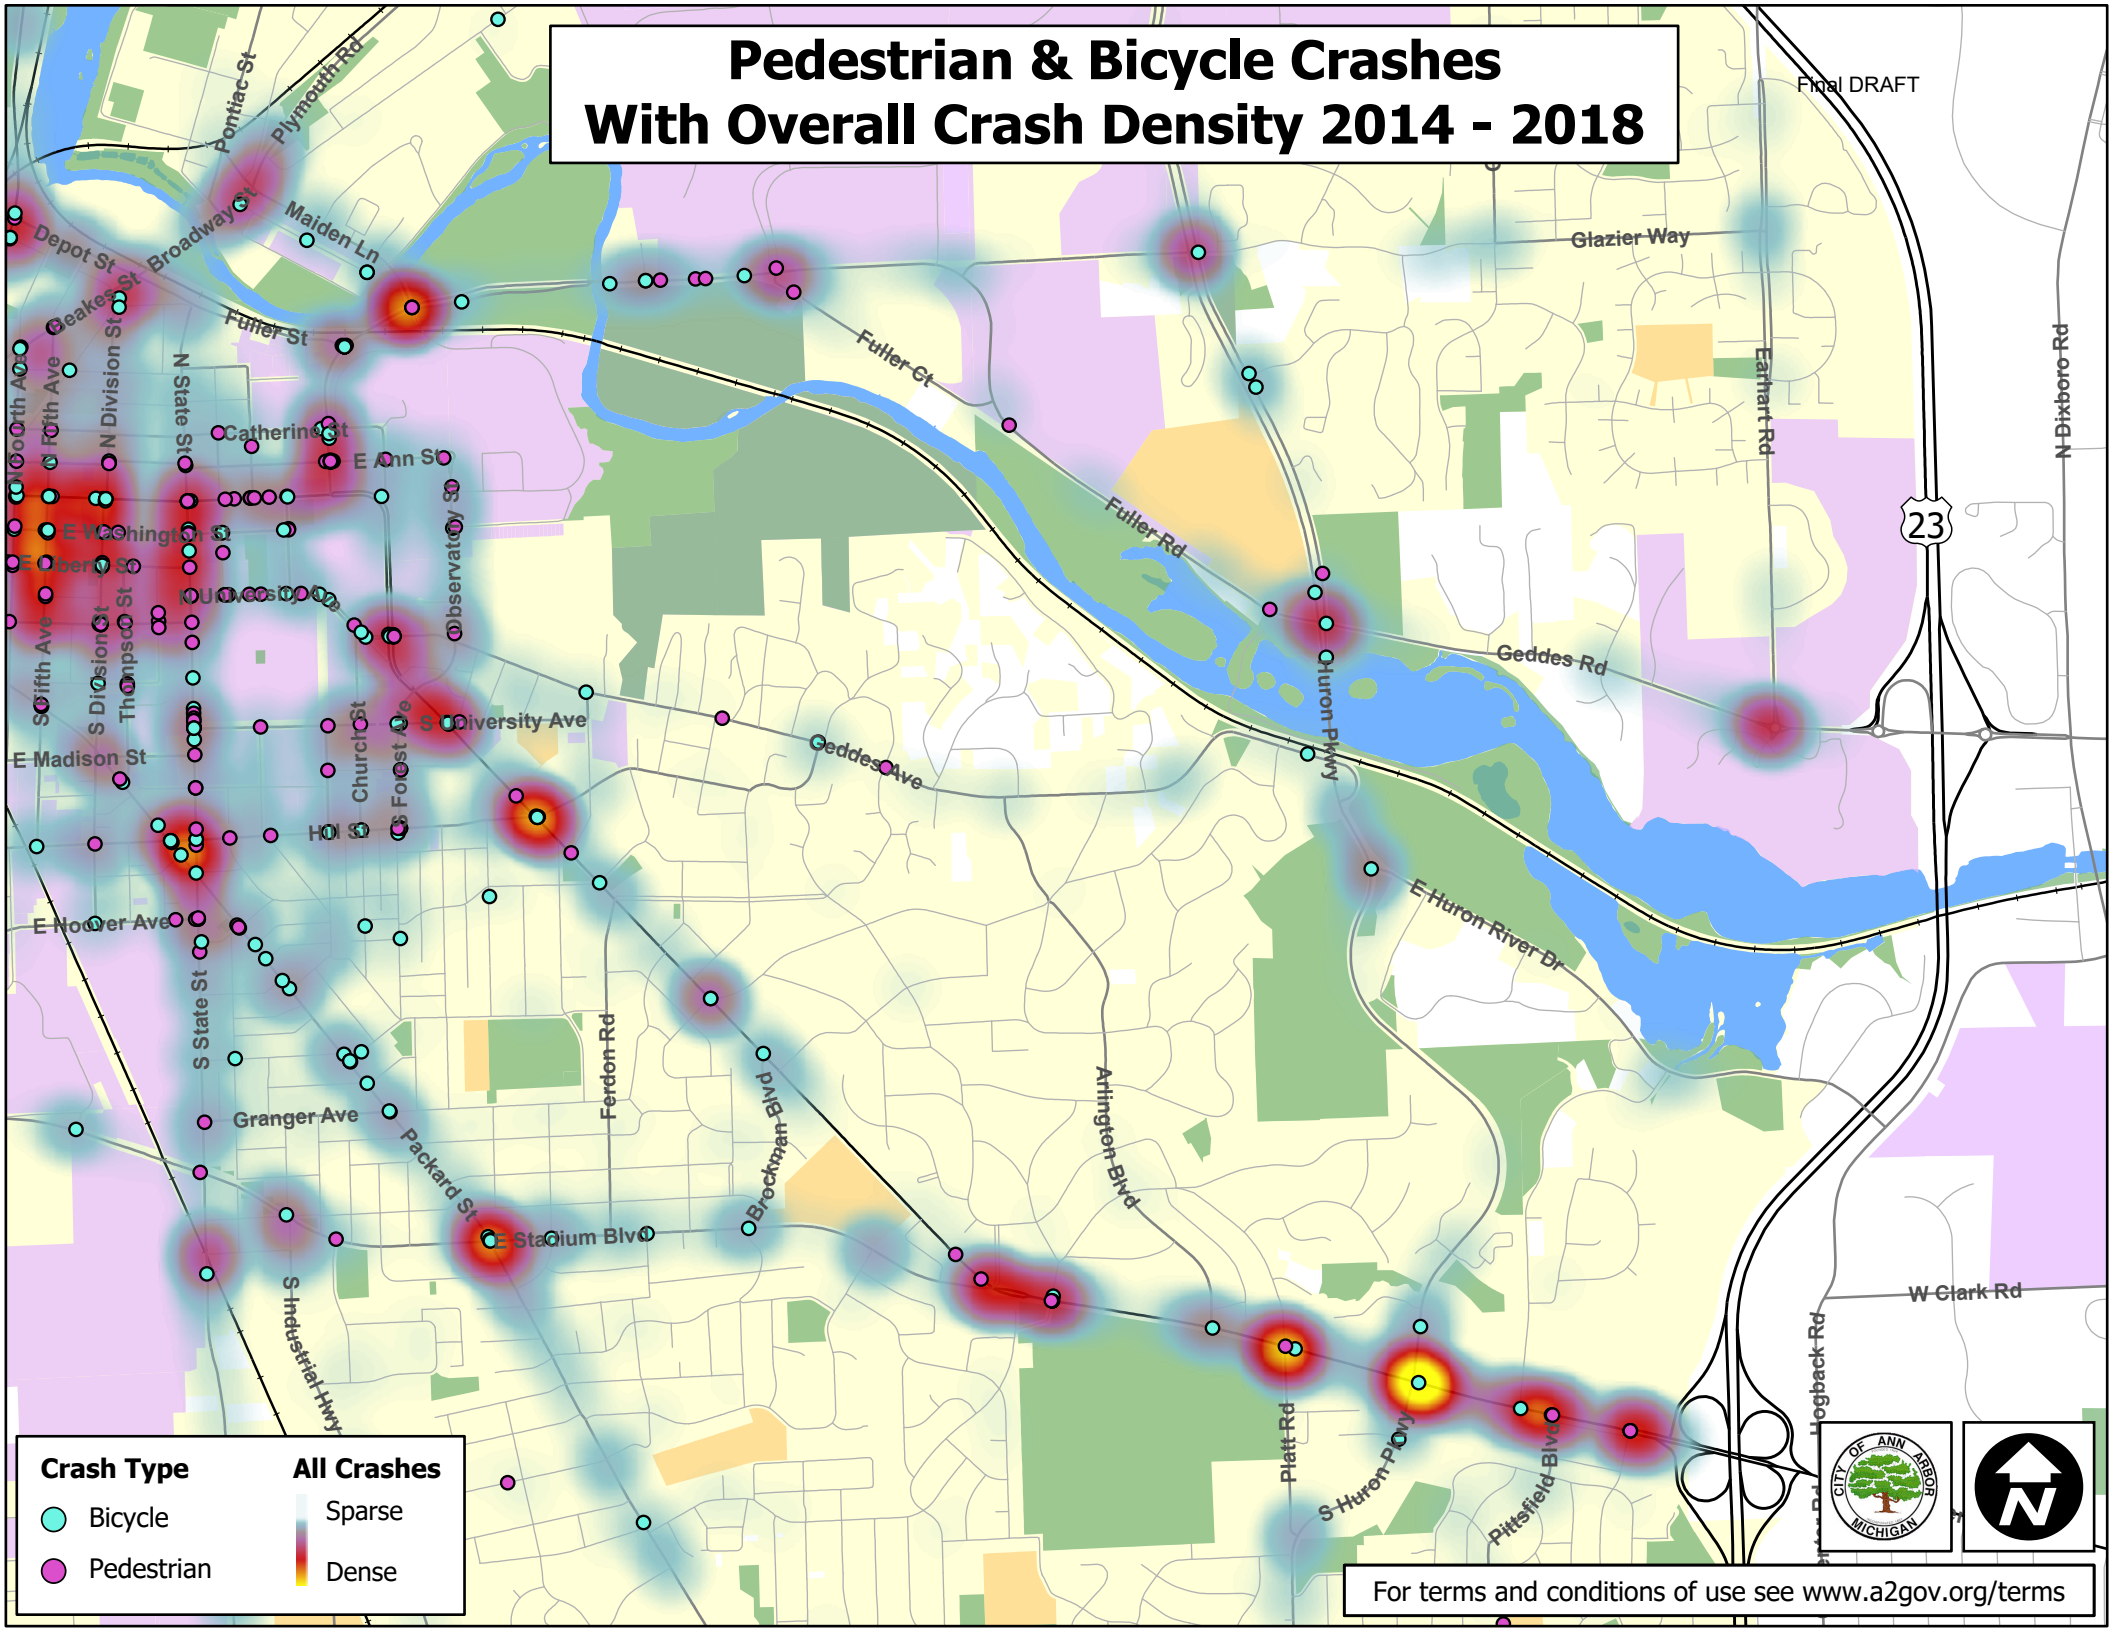 Pedestrian & Bicycle Crashes
With Overall Crash Density 2014 - 2018
Final DRAFT
Pontiac St
Plymouth Rd
Broadway St
Maiden Ln
Depot St
Beakes St
Fuller St
Glazier Way
N Fourth Ave
N Fifth Ave
N Division St
N State St
Fuller Ct
Earhart Rd
N Dixboro Rd
Catherine St
E Ann St
Observatory St
Fuller Rd
23
E Washington St
E Liberty St
N University Ave
S Fifth Ave
S Division St
Thompson St
Church St
S Forest Ave
S University Ave
Geddes Rd
Huron Pkwy
E Madison St
Geddes Ave
Hill St
E Hoover Ave
E Huron River Dr
S State St
Ferdon Rd
Brockman Blvd
Arlington Blvd
Granger Ave
Packard St
E Stadium Blvd
S Industrial Hwy
W Clark Rd
Hogback Rd
Platt Rd
S Huron Pkwy
Pittsfield Blvd
Crash Type
Bicycle
Pedestrian
All Crashes
Sparse
Dense
CITY OF ANN ARBOR
MICHIGAN
N
For terms and conditions of use see www.a2gov.org/terms